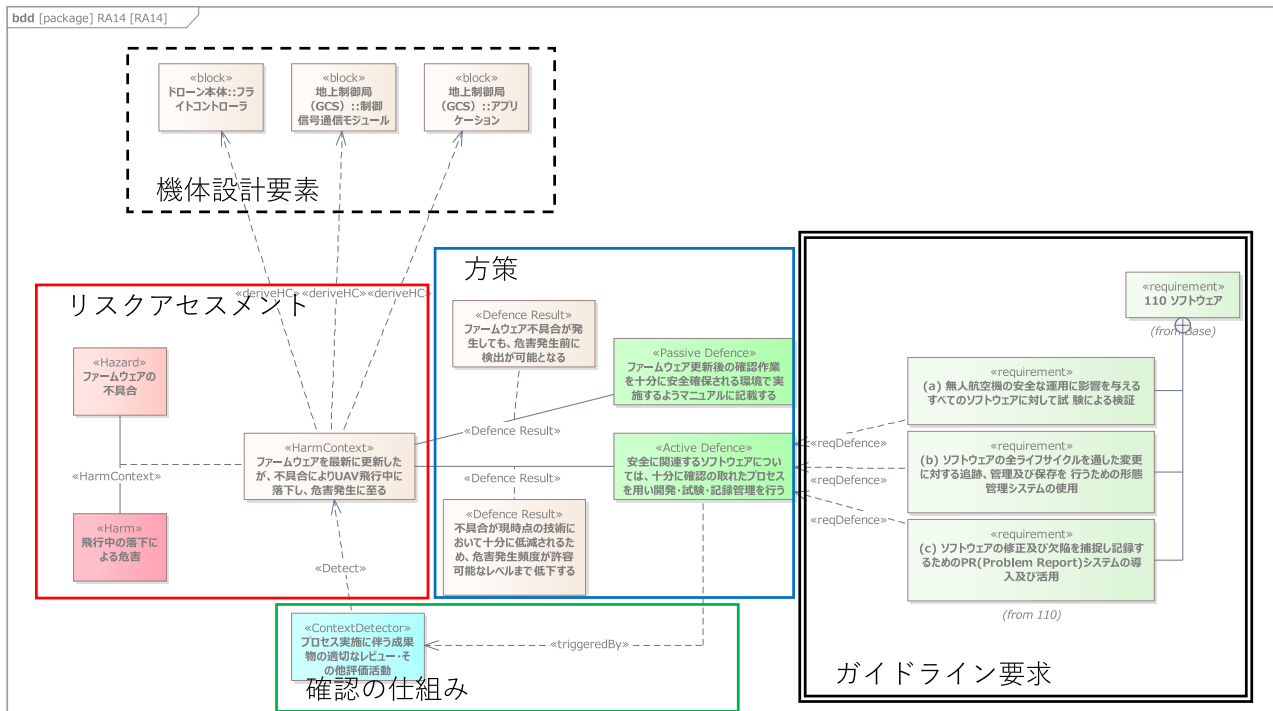 bdd [package] RA14 [RA14]
«block»
ドローン本体::フラ
イトコントローラ
«block»
地上制御局
（GCS）::制御
信号通信モジュール
«block»
地上制御局
（GCS）::アプリ
ケーション
機体設計要素
«deriveHC»
«deriveHC»
«deriveHC»
リスクアセスメント
«Hazard»
ファームウェアの
不具合
«HarmContext»
«Harm»
飛行中の落下
による危害
«HarmContext»
ファームウェアを最新に更新した
が、不具合によりUAV飛行中に
落下し、危害発生に至る
方策
«Defence Result»
ファームウェア不具合が発
生しても、危害発生前に
検出が可能となる
«Passive Defence»
ファームウェア更新後の確認作業
を十分に安全確保される環境で実
施するようマニュアルに記載する
«Defence Result»
«Active Defence»
安全に関連するソフトウェアについ
ては、十分に確認の取れたプロセス
を用い開発・試験・記録管理を行う
«Defence Result»
«Defence Result»
不具合が現時点の技術に
おいて十分に低減されるた
め、危害発生頻度が許容
可能なレベルまで低下する
«Detect»
«ContextDetector»
プロセス実施に伴う成果
物の適切なレビュー・そ
の他評価活動
«triggeredBy»
確認の仕組み
«requirement»
110 ソフトウェア
(from Base)
«requirement»
(a) 無人航空機の安全な運用に影響を与える
すべてのソフトウェアに対して試 験による検証
«reqDefence»
«requirement»
(b) ソフトウェアの全ライフサイクルを通した変更
に対する追跡、管理及び保存を 行うための形態
管理システムの使用
«reqDefence»
«reqDefence»
«requirement»
(c) ソフトウェアの修正及び欠陥を捕捉し記録す
るためのPR(Problem Report)システムの導
入及び活用
(from 110)
ガイドライン要求